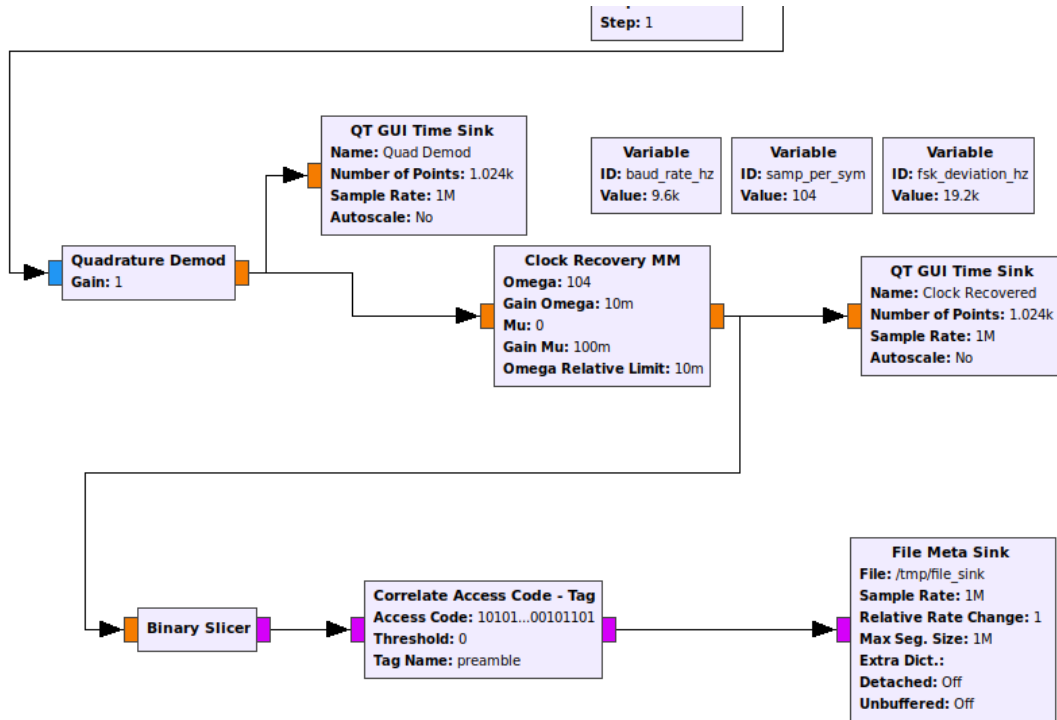 Step: 1
QT GUI Time Sink
Name: Quad Demod
Number of Points: 1.024k
Sample Rate: 1M
Autoscale: No
Variable
ID: baud_rate_hz
Value: 9.6k
Variable
ID: samp_per_sym
Value: 104
Variable
ID: fsk_deviation_hz
Value: 19.2k
Quadrature Demod
Gain: 1
Clock Recovery MM
Omega: 104
Gain Omega: 10m
Mu: 0
Gain Mu: 100m
Omega Relative Limit: 10m
QT GUI Time Sink
Name: Clock Recovered
Number of Points: 1.024k
Sample Rate: 1M
Autoscale: No
Binary Slicer
Correlate Access Code - Tag
Access Code: 10101...00101101
Threshold: 0
Tag Name: preamble
File Meta Sink
File: /tmp/file_sink
Sample Rate: 1M
Relative Rate Change: 1
Max Seg. Size: 1M
Extra Dict.:
Detached: Off
Unbuffered: Off